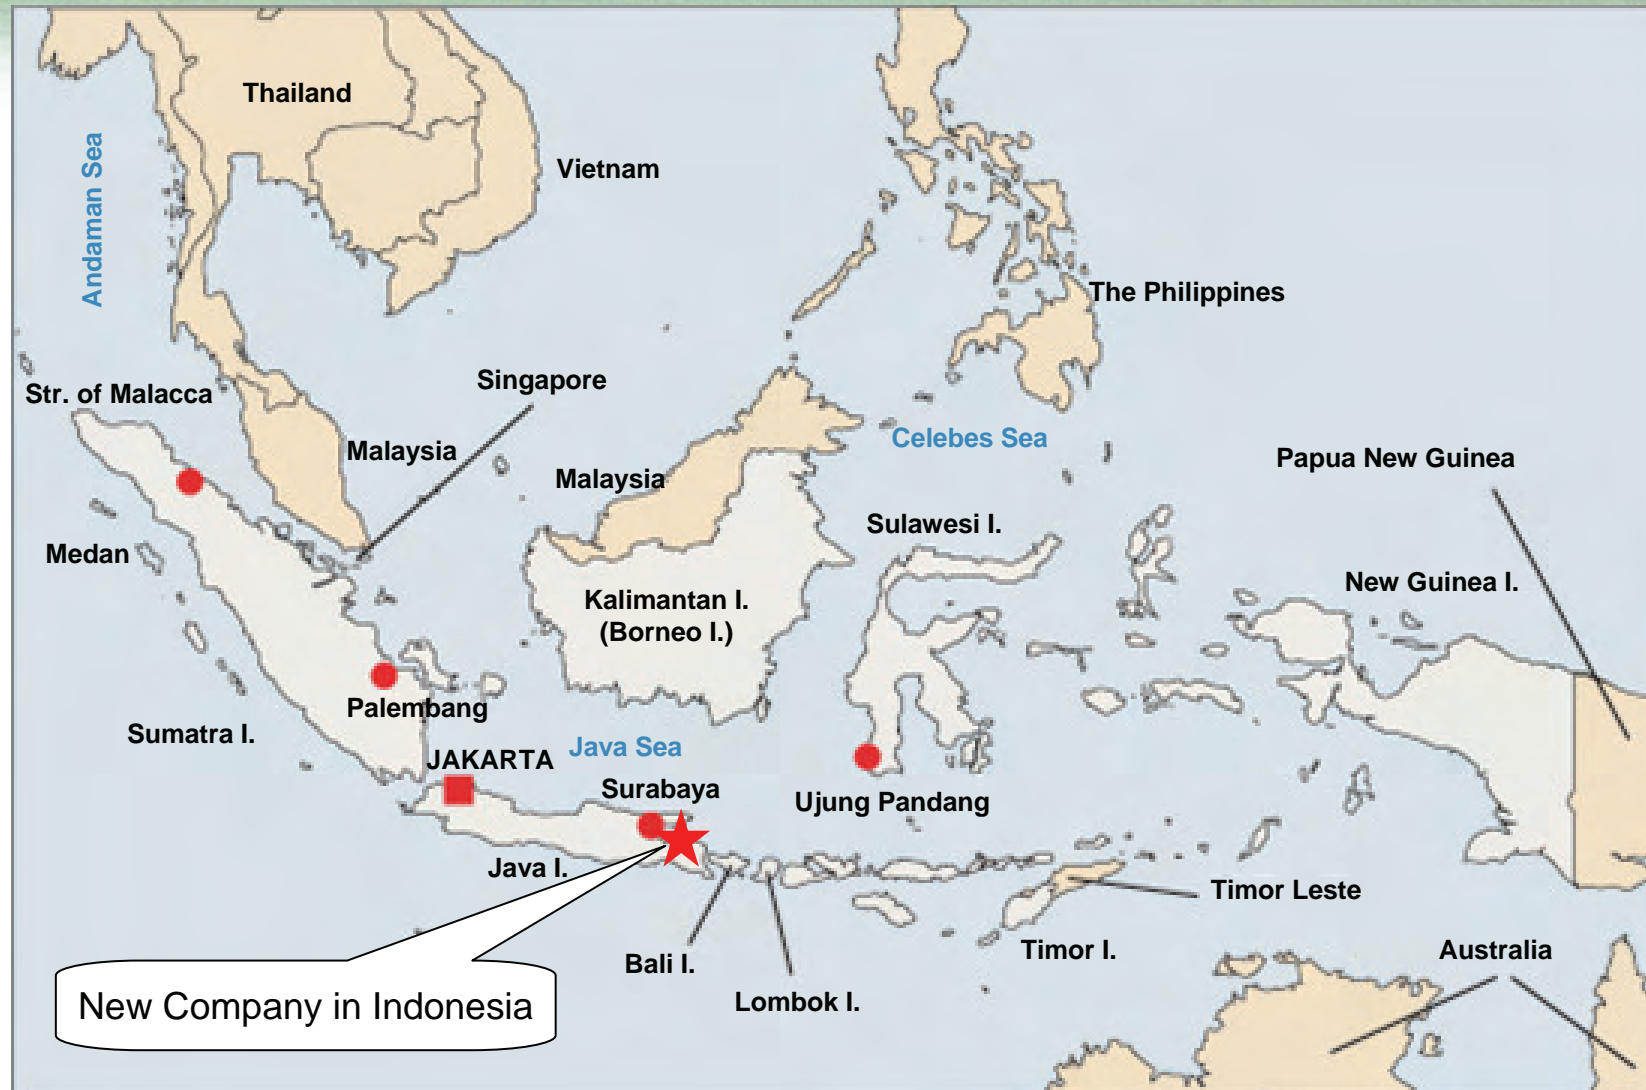 Thailand
Andaman Sea
Vietnam
The Philippines
Singapore
Str. of Malacca
Malaysia
Celebes Sea
Malaysia
Papua New Guinea
Sulawesi I.
Medan
New Guinea I.
Kalimantan I.
(Borneo I.)
Palembang
Sumatra I.
Java Sea
JAKARTA
Surabaya
Ujung Pandang
Java I.
Timor Leste
Bali I.
Timor I.
Australia
Lombok I.
New Company in Indonesia